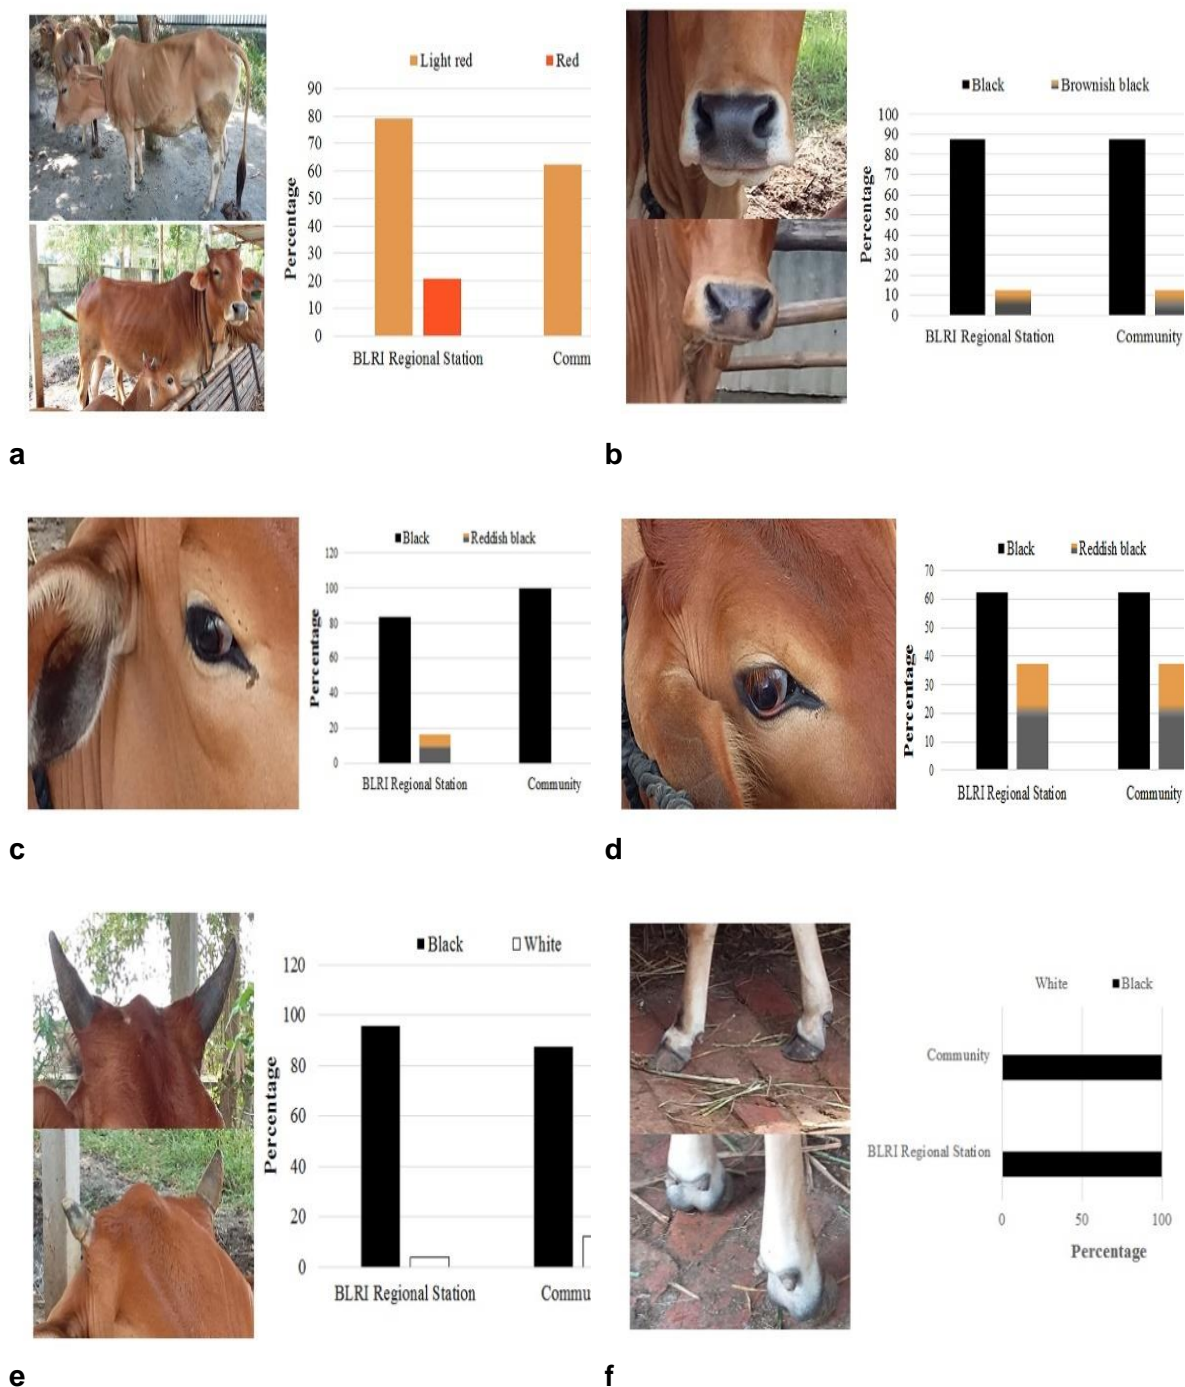 Light red Red
90
80
70
60
50
40
30
20
10
0
Percentage
BLRI Regional Station Comm
a
Black Brownish black
100
90
80
70
60
50
40
30
20
10
0
Percentage
BLRI Regional Station Community
b
Black Reddish black
120
100
80
60
40
20
0
Percentage
BLRI Regional Station Community
c
Black Reddish black
70
60
50
40
30
20
10
0
Percentage
BLRI Regional Station Community
d
Black White
120
100
80
60
40
20
0
Percentage
BLRI Regional Station Commu
e
White Black
Community
BLRI Regional Station
0 50 100
Percentage
f